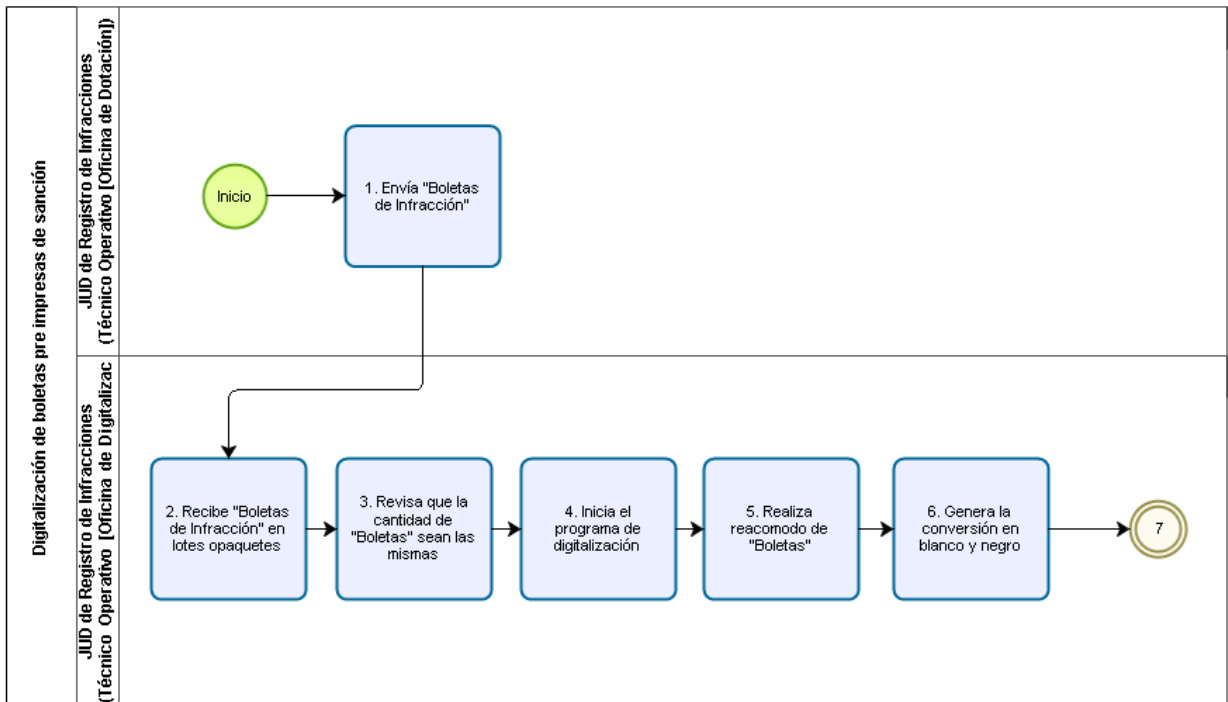 Digitalización de boletas pre impresas de sanción
JUD de Registro de Infracciones
(Técnico Operativo [Oficina de Dotación])
Inicio
1. Envía "Boletas
de Infracción"
JUD de Registro de Infracciones
(Técnico Operativo [Oficina de Digitalizac
2. Recibe "Boletas
de Infracción" en
lotes opaquetes
3. Revisa que la
cantidad de
"Boletas" sean las
mismas
4. Inicia el
programa de
digitalización
5. Realiza
reacomodo de
"Boletas"
6. Genera la
conversión en
blanco y negro
7